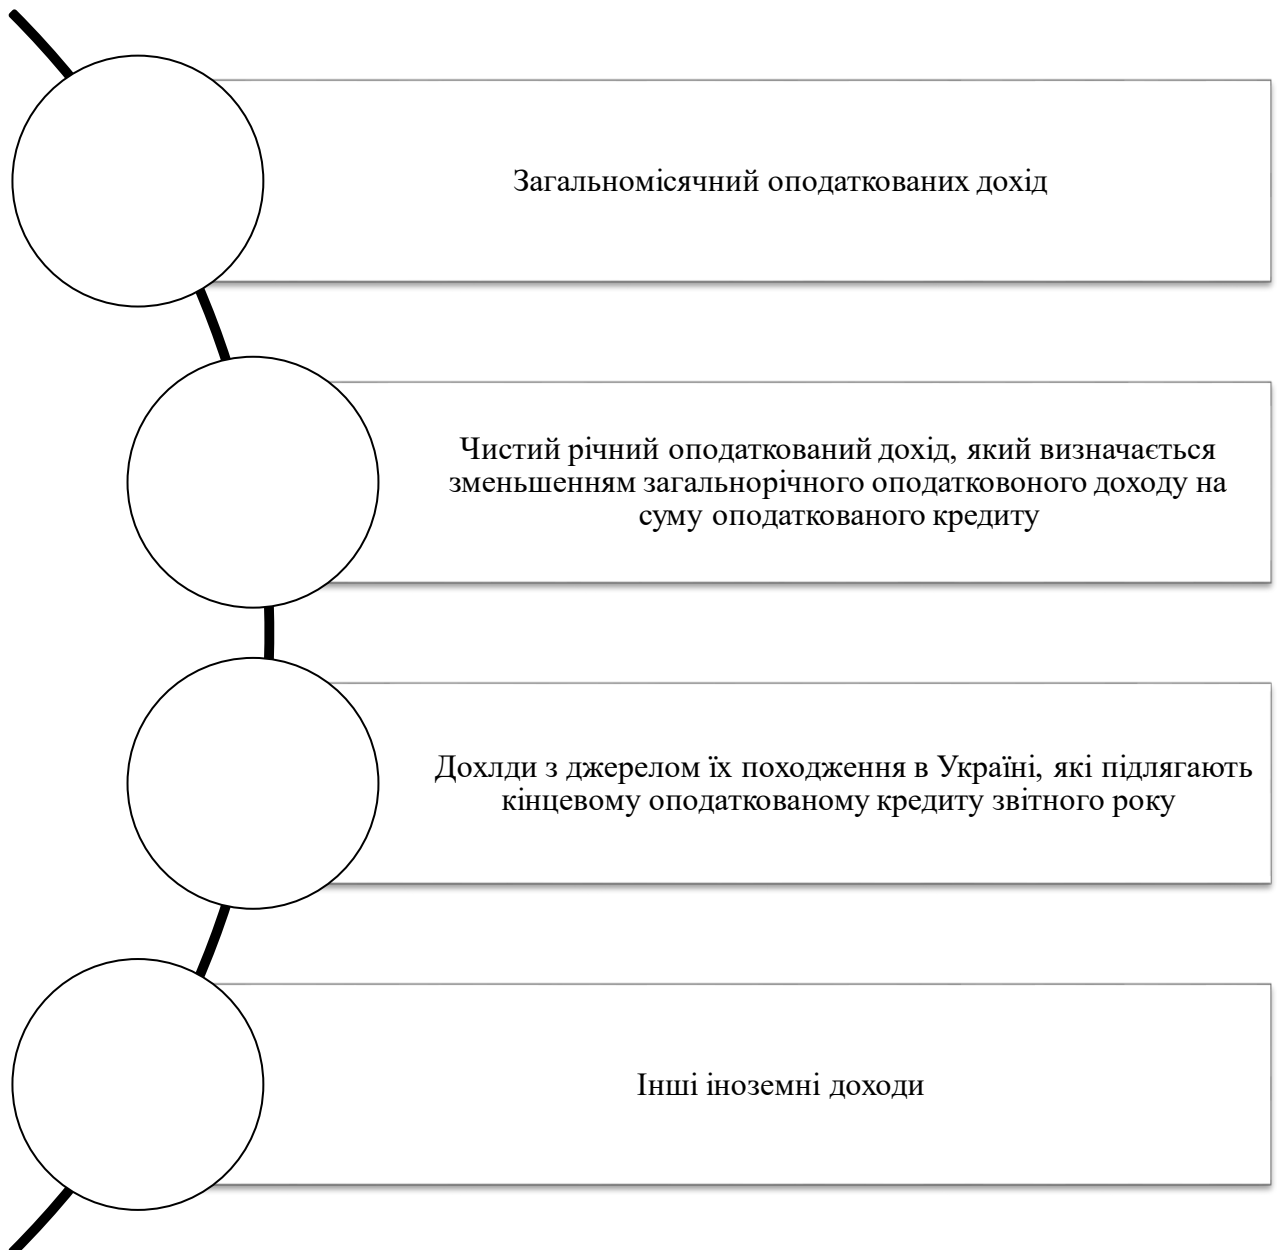 Загальномісячний оподаткованих дохід
Чистий річний оподаткований дохід, який визначається
зменьшенням загальнорічного оподатковоного доходу на
суму оподаткованого кредиту
Дохлди з джерелом їх походження в Україні, які підлягають
кінцевому оподаткованому кредиту звітного року
Інші іноземні доходи